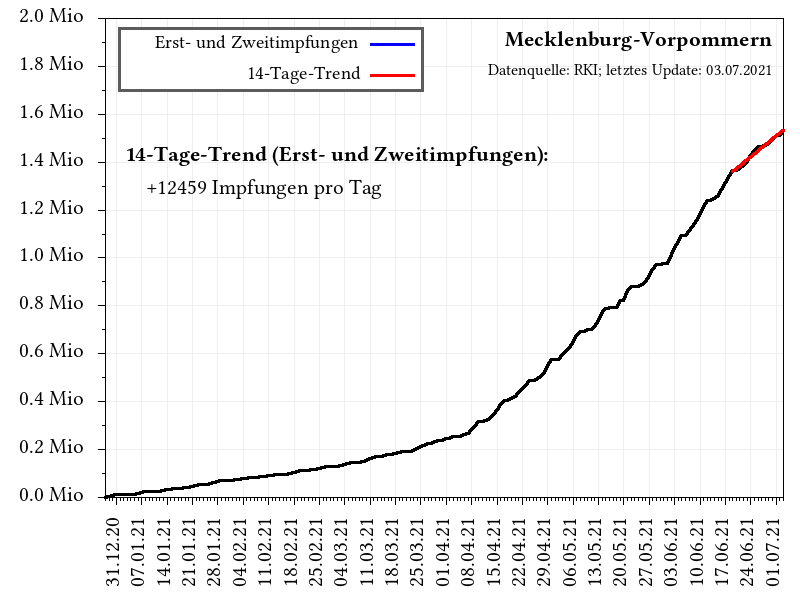 2.0 Mio
1.8 Mio
1.6 Mio
1.4 Mio
1.2 Mio
1.0 Mio
0.8 Mio
0.6 Mio
0.4 Mio
0.2 Mio
0.0 Mio
Erst- und Zweitimpfungen
14-Tage-Trend
Mecklenburg-Vorpommern
Datenquelle: RKI; letztes Update: 03.07.2021
14-Tage-Trend (Erst- und Zweitimpfungen):
+12459 Impfungen pro Tag
31.12.20
07.01.21
14.01.21
21.01.21
28.01.21
04.02.21
11.02.21
18.02.21
25.02.21
04.03.21
11.03.21
18.03.21
25.03.21
01.04.21
08.04.21
15.04.21
22.04.21
29.04.21
06.05.21
13.05.21
20.05.21
27.05.21
03.06.21
10.06.21
17.06.21
24.06.21
01.07.21